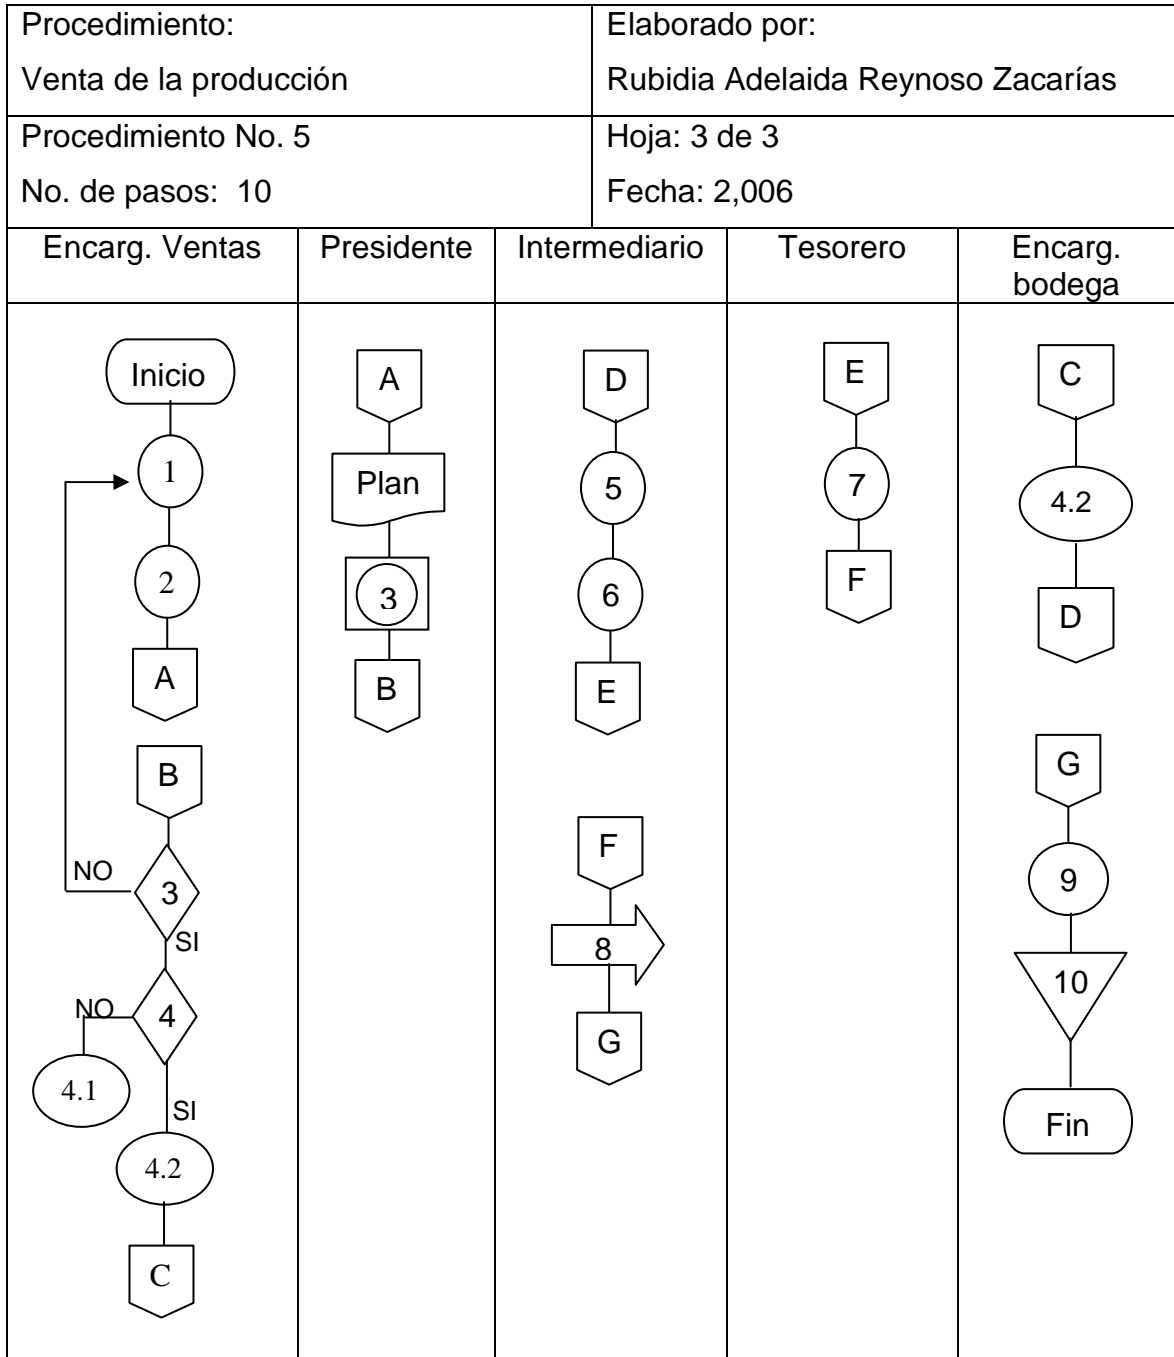 Procedimiento:
Venta de la producción
Elaborado por:
Rubidia Adelaida Reynoso Zacarías
Procedimiento No. 5
No. de pasos: 10
Hoja: 3 de 3
Fecha: 2,006
Encarg. Ventas
Presidente
Intermediario
Tesorero
Encarg.
bodega
Inicio
1
2
A
B
NO
3
SI
NO
4
4.1
SI
4.2
C
A
Plan
3
B
D
5
6
E
F
8
G
E
7
F
C
4.2
D
G
9
10
Fin